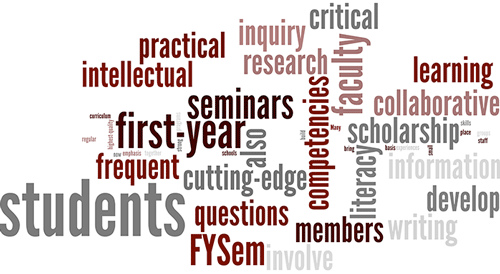 critical
practical
inquiry
intellectual
research
faculty
learning
seminars
competencies
collaborative
curriculum
highest-quality
first-year
also
build
Many
scholarship
skills
place
regular
strong
literacy
basis
experiences
staff
new
emphasis
together
schools
bring
small
frequent
cutting-edge
information
students
questions
members
develop
writing
FYSem
involve